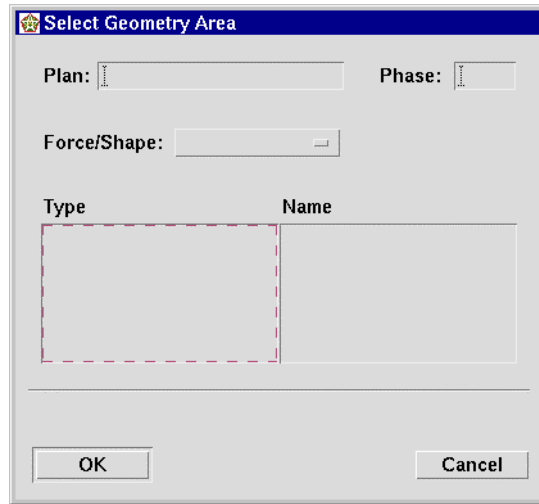 Select Geometry Area
Plan: Phase:
Force/Shape:
Type Name
OK Cancel